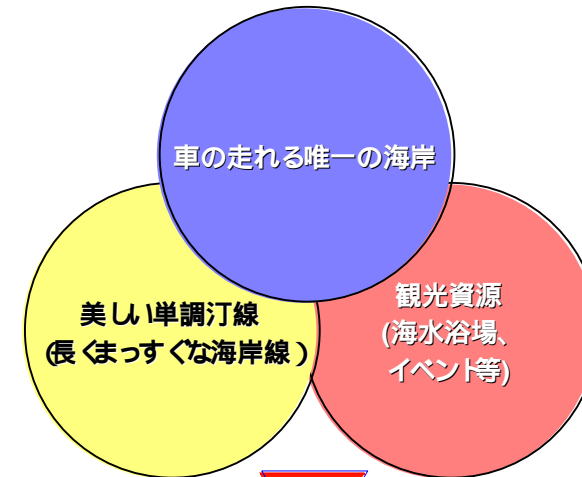 車の走れる唯一の海岸
美しい単調汀線
(長くまっすぐな海岸線)
観光資源
(海水浴場、
イベント等)